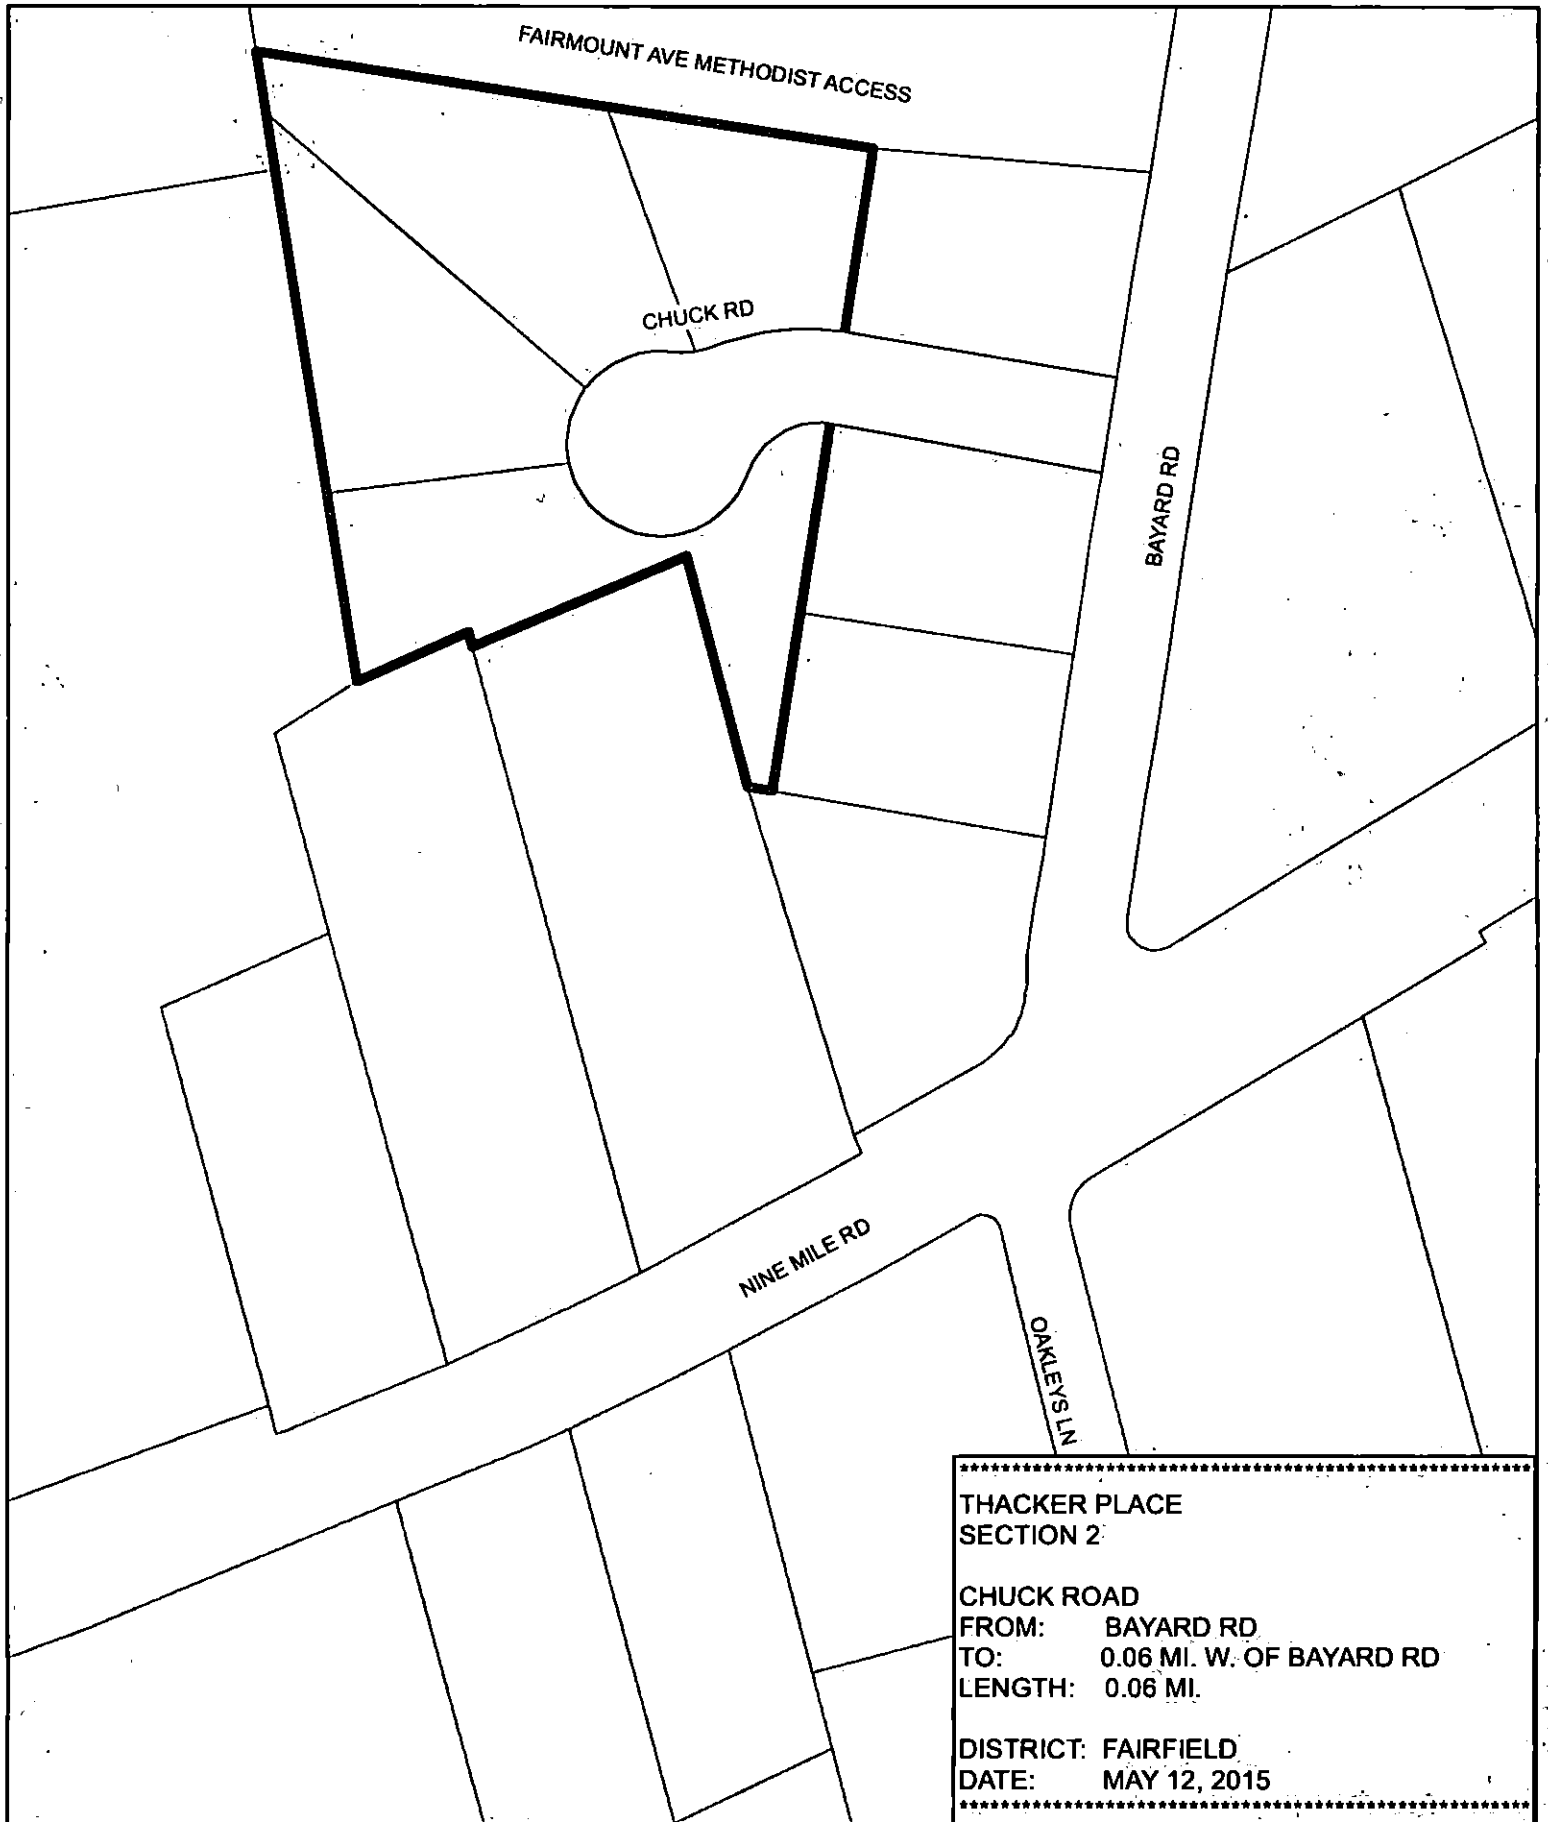 FAIRMOUNT AVE METHODIST ACCESS
CHUCK RD
BAYARD RD
NINE MILE RD
OAKLEYS LN
************************************************************
THACKER PLACE
SECTION 2
CHUCK ROAD
FROM: BAYARD RD
TO: 0.06 MI. W. OF BAYARD RD
LENGTH: 0.06 MI.
DISTRICT: FAIRFIELD
DATE: MAY 12, 2015
************************************************************